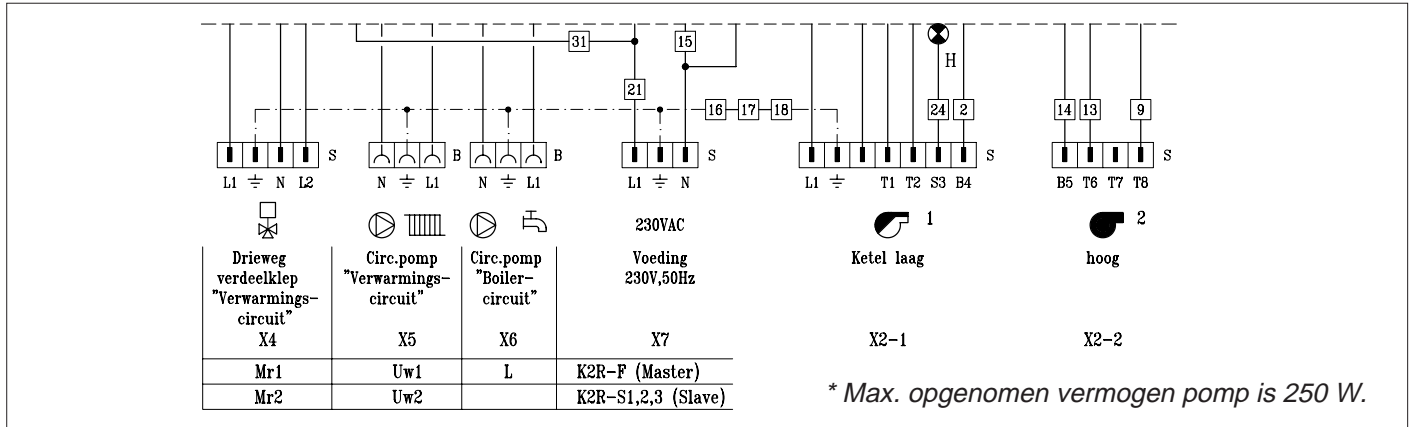 31 15
H
21
16 17 18 24 2 14 13 9
S B B S S S
L1 N L2 N L1 N L1 L1 N L1 T1 T2 S3 B4 B5 T6 T7 T8
230VAC 1 2
Drieweg Circ.pomp Circ.pomp Voeding Ketel laag hoog
verdeelklep "Verwarmings- "Boiler- 230V,50Hz
"Verwarmings- circuit" circuit"
circuit"
X4 X5 X6 X7 X2-1 X2-2
Mr1 Uw1 L K2R-F (Master)
Mr2 Uw2 K2R-S1,2,3 (Slave)
* Max. opgenomen vermogen pomp is 250 W.